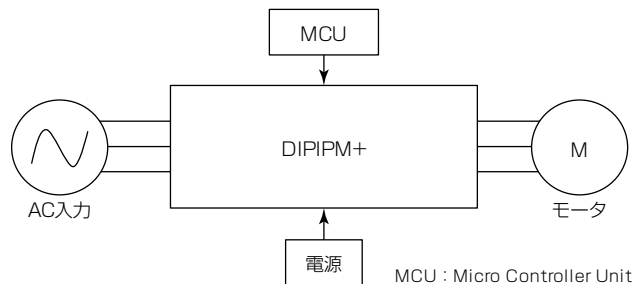 MCU
DIPIPM+
M
AC入力
モータ
電源
MCU：Micro Controller Unit